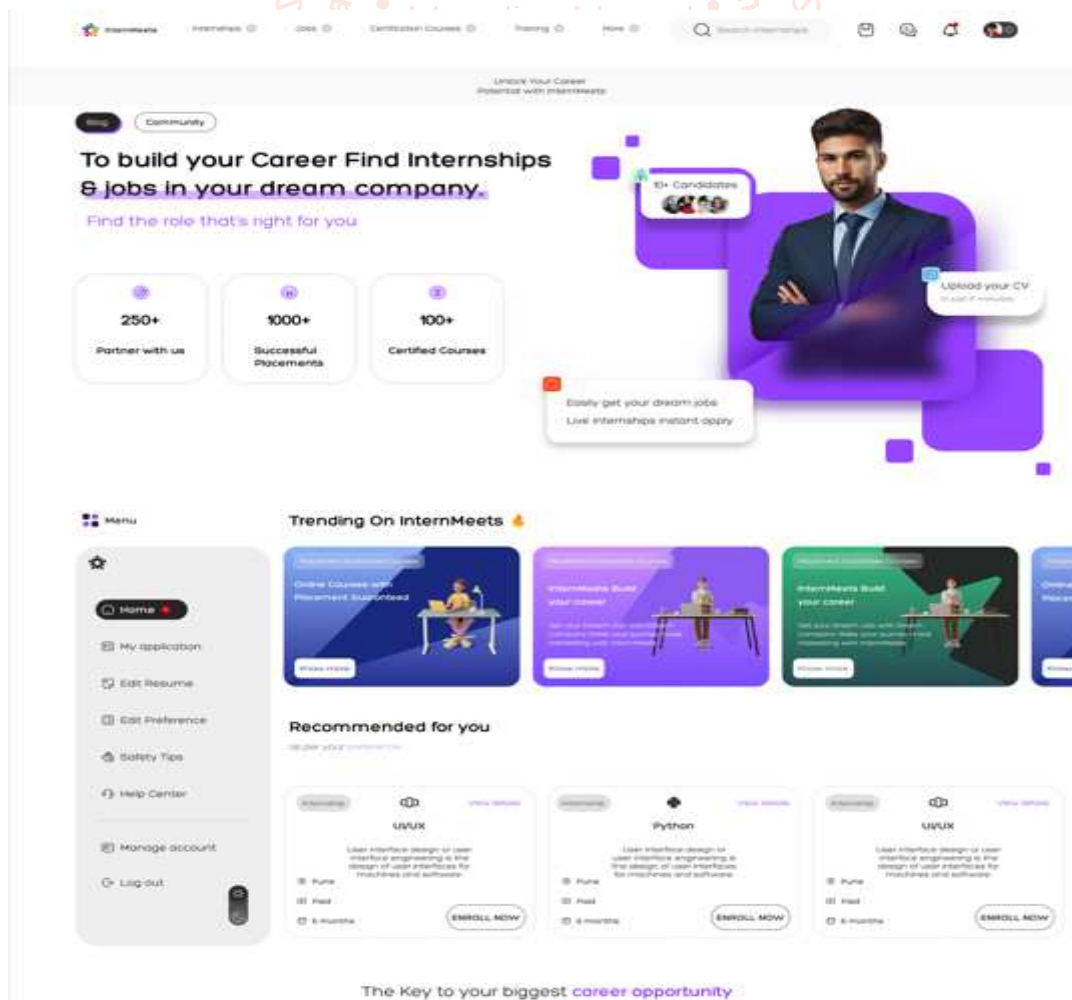 InternMeets
Internships
Jobs
Certification Courses
Training
More
Search Internships
Unlock Your Career
Potential with InternMeets
Blog
Community
To build your Career Find Internships
& jobs in your dream company.
Find the role that's right for you
10+ Candidates
Upload your CV
250+
Partner with us
1000+
Successful
Placements
100+
Certified Courses
Easily get your dream jobs
Live internships instant apply
Menu
Home
My application
Edit Resume
Edit Preference
Safety Tips
Help Center
Manage account
Log out
Trending On InternMeets
Online Courses with
Placement Guaranteed
Know more
InternMeets Build
your career
Know more
InternMeets Build
your career
Know more
Recommended for you
as per your preference
Internship
View details
UI/UX
User interface design or user
interface engineering is the
design of user interfaces for
machines and software
Pune
Paid
6 months
ENROLL NOW
Internship
View details
Python
User interface design or
user interface engineering is
the design of user interfaces
for machines and software
Pune
Paid
6 months
ENROLL NOW
Internship
View details
UI/UX
User interface design or user
interface engineering is the
design of user interfaces for
machines and software
Pune
Paid
6 months
ENROLL NOW
The Key to your biggest career opportunity